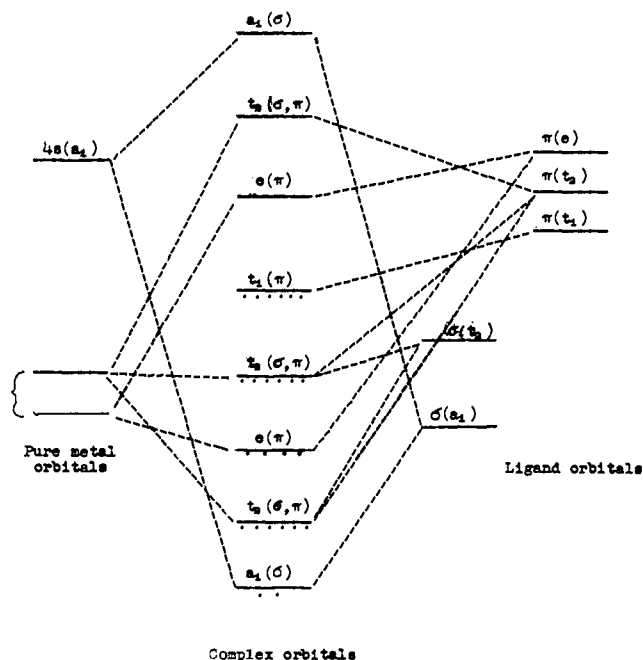 a₁(σ)
t₂(σ,π)
4s(a₁)
π(e)
e(π)
π(t₂)
π(t₁)
t₁(π)
σ(t₂)
t₂(σ,π)
σ(a₁)
e(π)
Pure metal
orbitals
Ligand orbitals
t₂(σ,π)
a₁(σ)
Complex orbitals